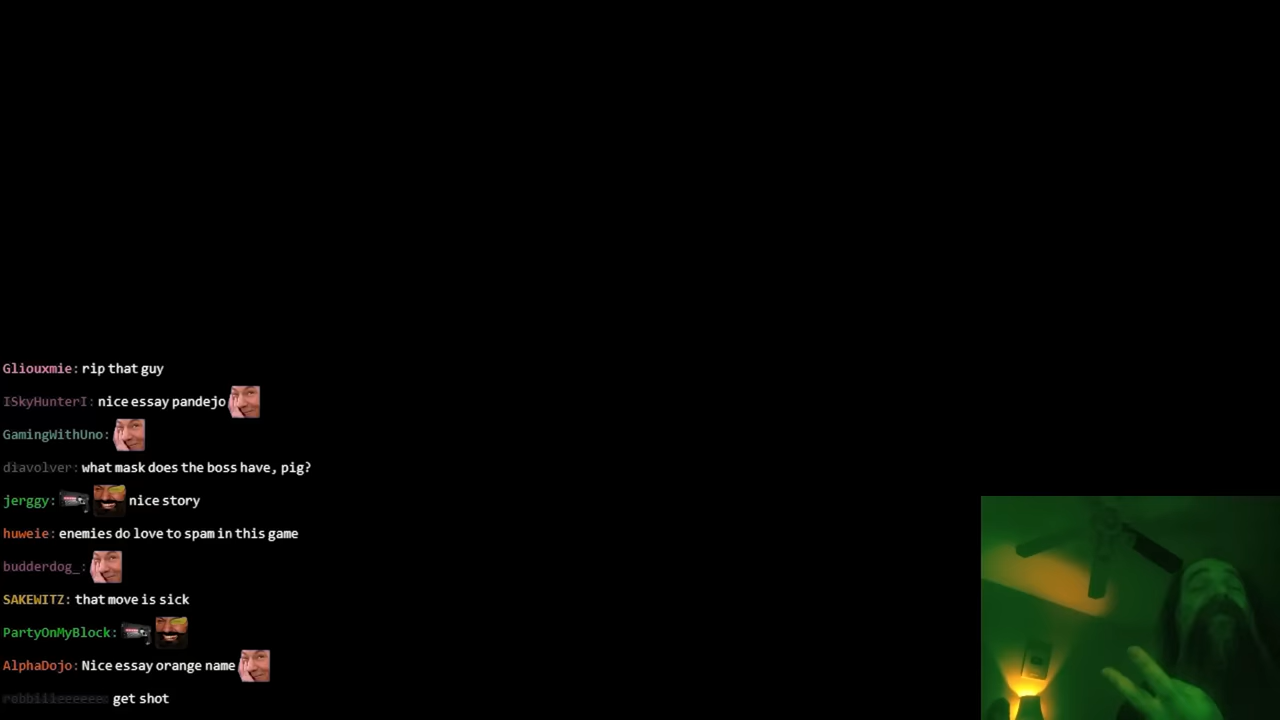 Gliouxmie: rip that guy
ISkyHunterI: nice essay pandejo
GamingWithUno:
diavolver: what mask does the boss have, pig?
jerggy: nice story
huweie: enemies do love to spam in this game
budderdog_:
SAKEWITZ: that move is sick
PartyOnMyBlock:
AlphaDojo: Nice essay orange name
get shot